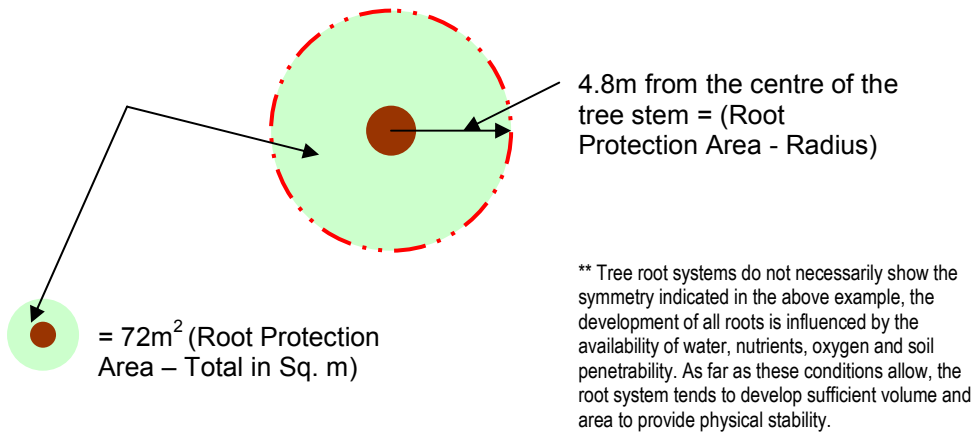 4.8m from the centre of the
tree stem = (Root
Protection Area - Radius)
= 72m² (Root Protection
Area – Total in Sq. m)
** Tree root systems do not necessarily show the
symmetry indicated in the above example, the
development of all roots is influenced by the
availability of water, nutrients, oxygen and soil
penetrability. As far as these conditions allow, the
root system tends to develop sufficient volume and
area to provide physical stability.